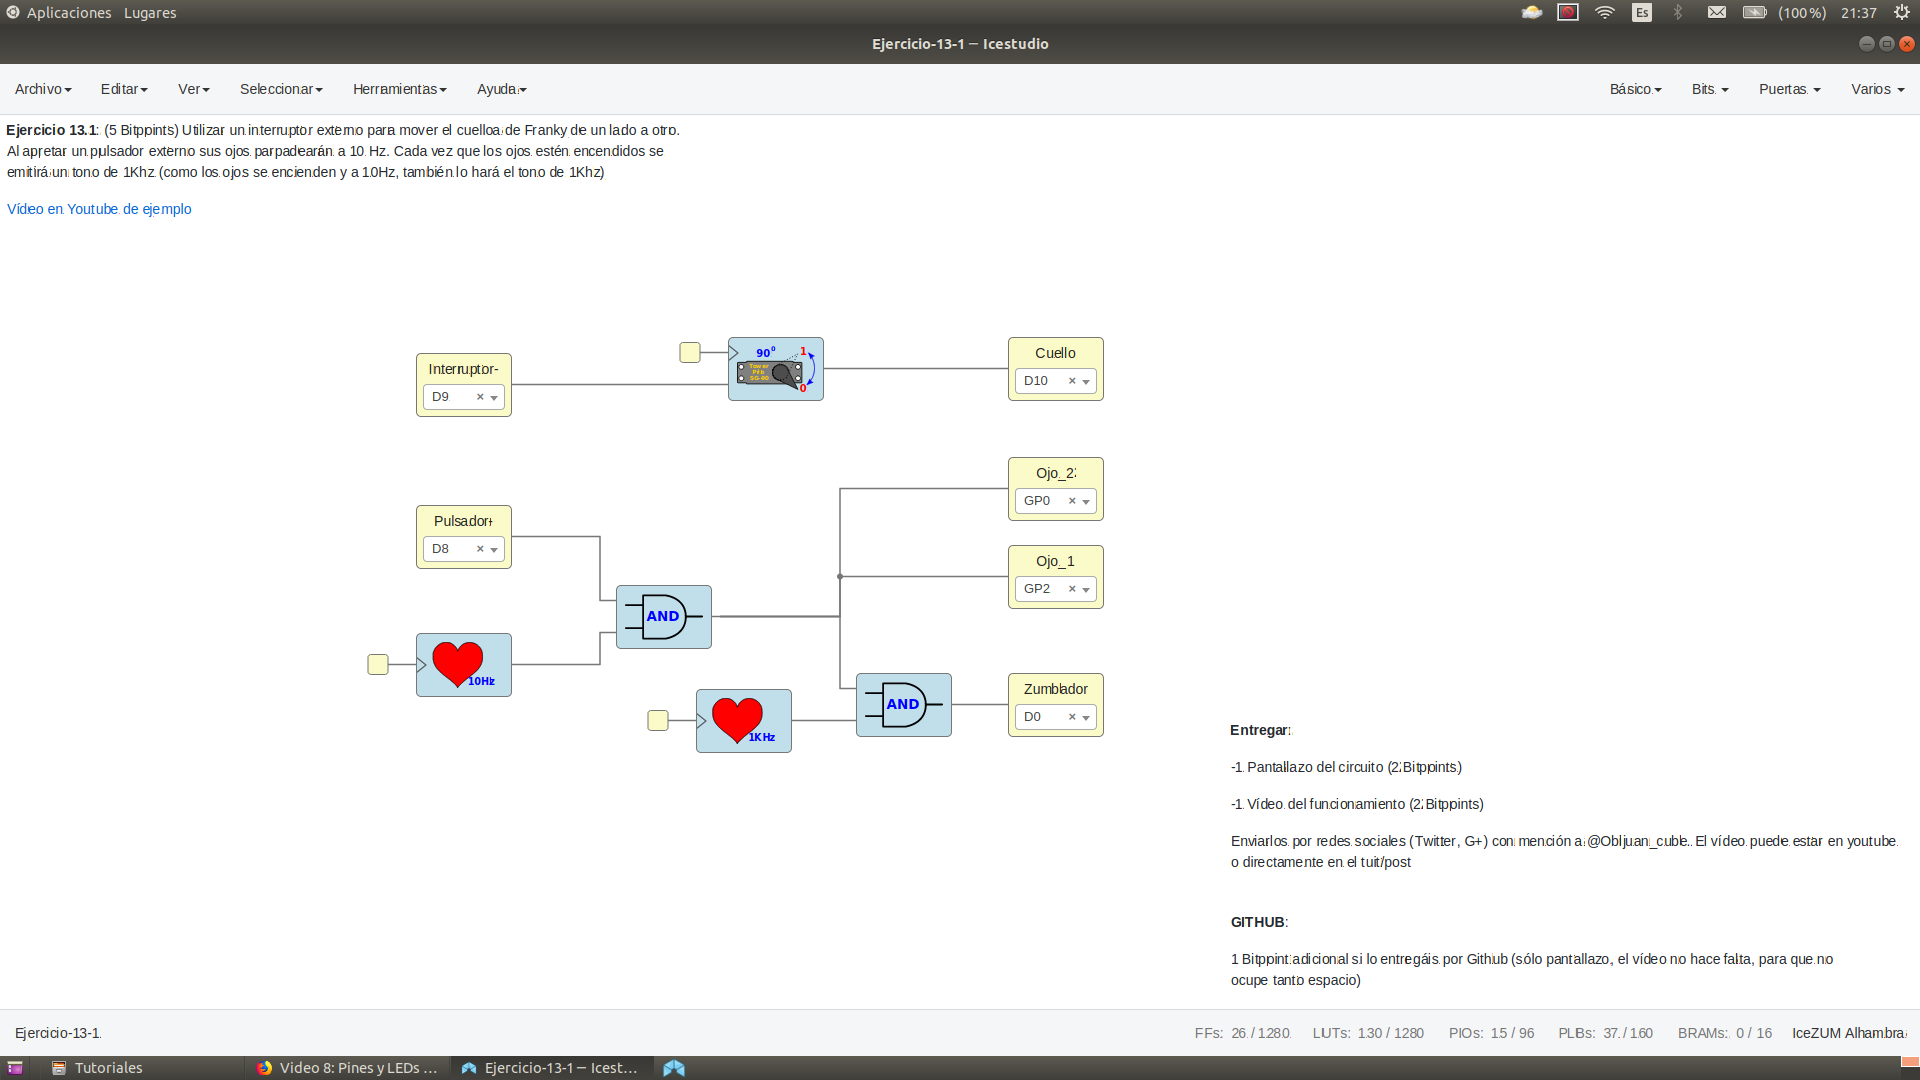 Aplicaciones Lugares
Es (100%) 21:37
Ejercicio-13-1 — Icestudio
Archivo Editar Ver Seleccionar Herramientas Ayuda Básico Bits Puertas Varios
Ejercicio 13.1: (5 Bitpoints) Utilizar un interruptor externo para mover el cuelloa de Franky de un lado a otro.
Al apretar un pulsador externo sus ojos parpadearán a 10 Hz. Cada vez que los ojos estén encendidos se
emitirá un tono de 1Khz (como los ojos se encienden y a 10Hz, también lo hará el tono de 1Khz)
Vídeo en Youtube de ejemplo
90º 1
Tower
Pro
SG-90
0
Interruptor
D9
Cuello
D10
Ojo_2
GP0
Pulsador
D8
Ojo_1
GP2
AND
10Hz
1KHz
AND
Zumbador
D0
Entregar:
-1 Pantallazo del circuito (2 Bitpoints)
-1 Vídeo del funcionamiento (2 Bitpoints)
Enviarlos por redes sociales (Twitter, G+) con mención a @Obijuan_cube. El vídeo puede estar en youtube
o directamente en el tuit/post
GITHUB:
1 Bitpoint adicional si lo entregáis por Github (sólo pantallazo, el vídeo no hace falta, para que no
ocupe tanto espacio)
Ejercicio-13-1 FFs: 26 / 1280 LUTs: 130 / 1280 PIOs: 15 / 96 PLBs: 37 / 160 BRAMs: 0 / 16 IceZUM Alhambra
Tutoriales Video 8: Pines y LEDs ... Ejercicio-13-1 — Icest...